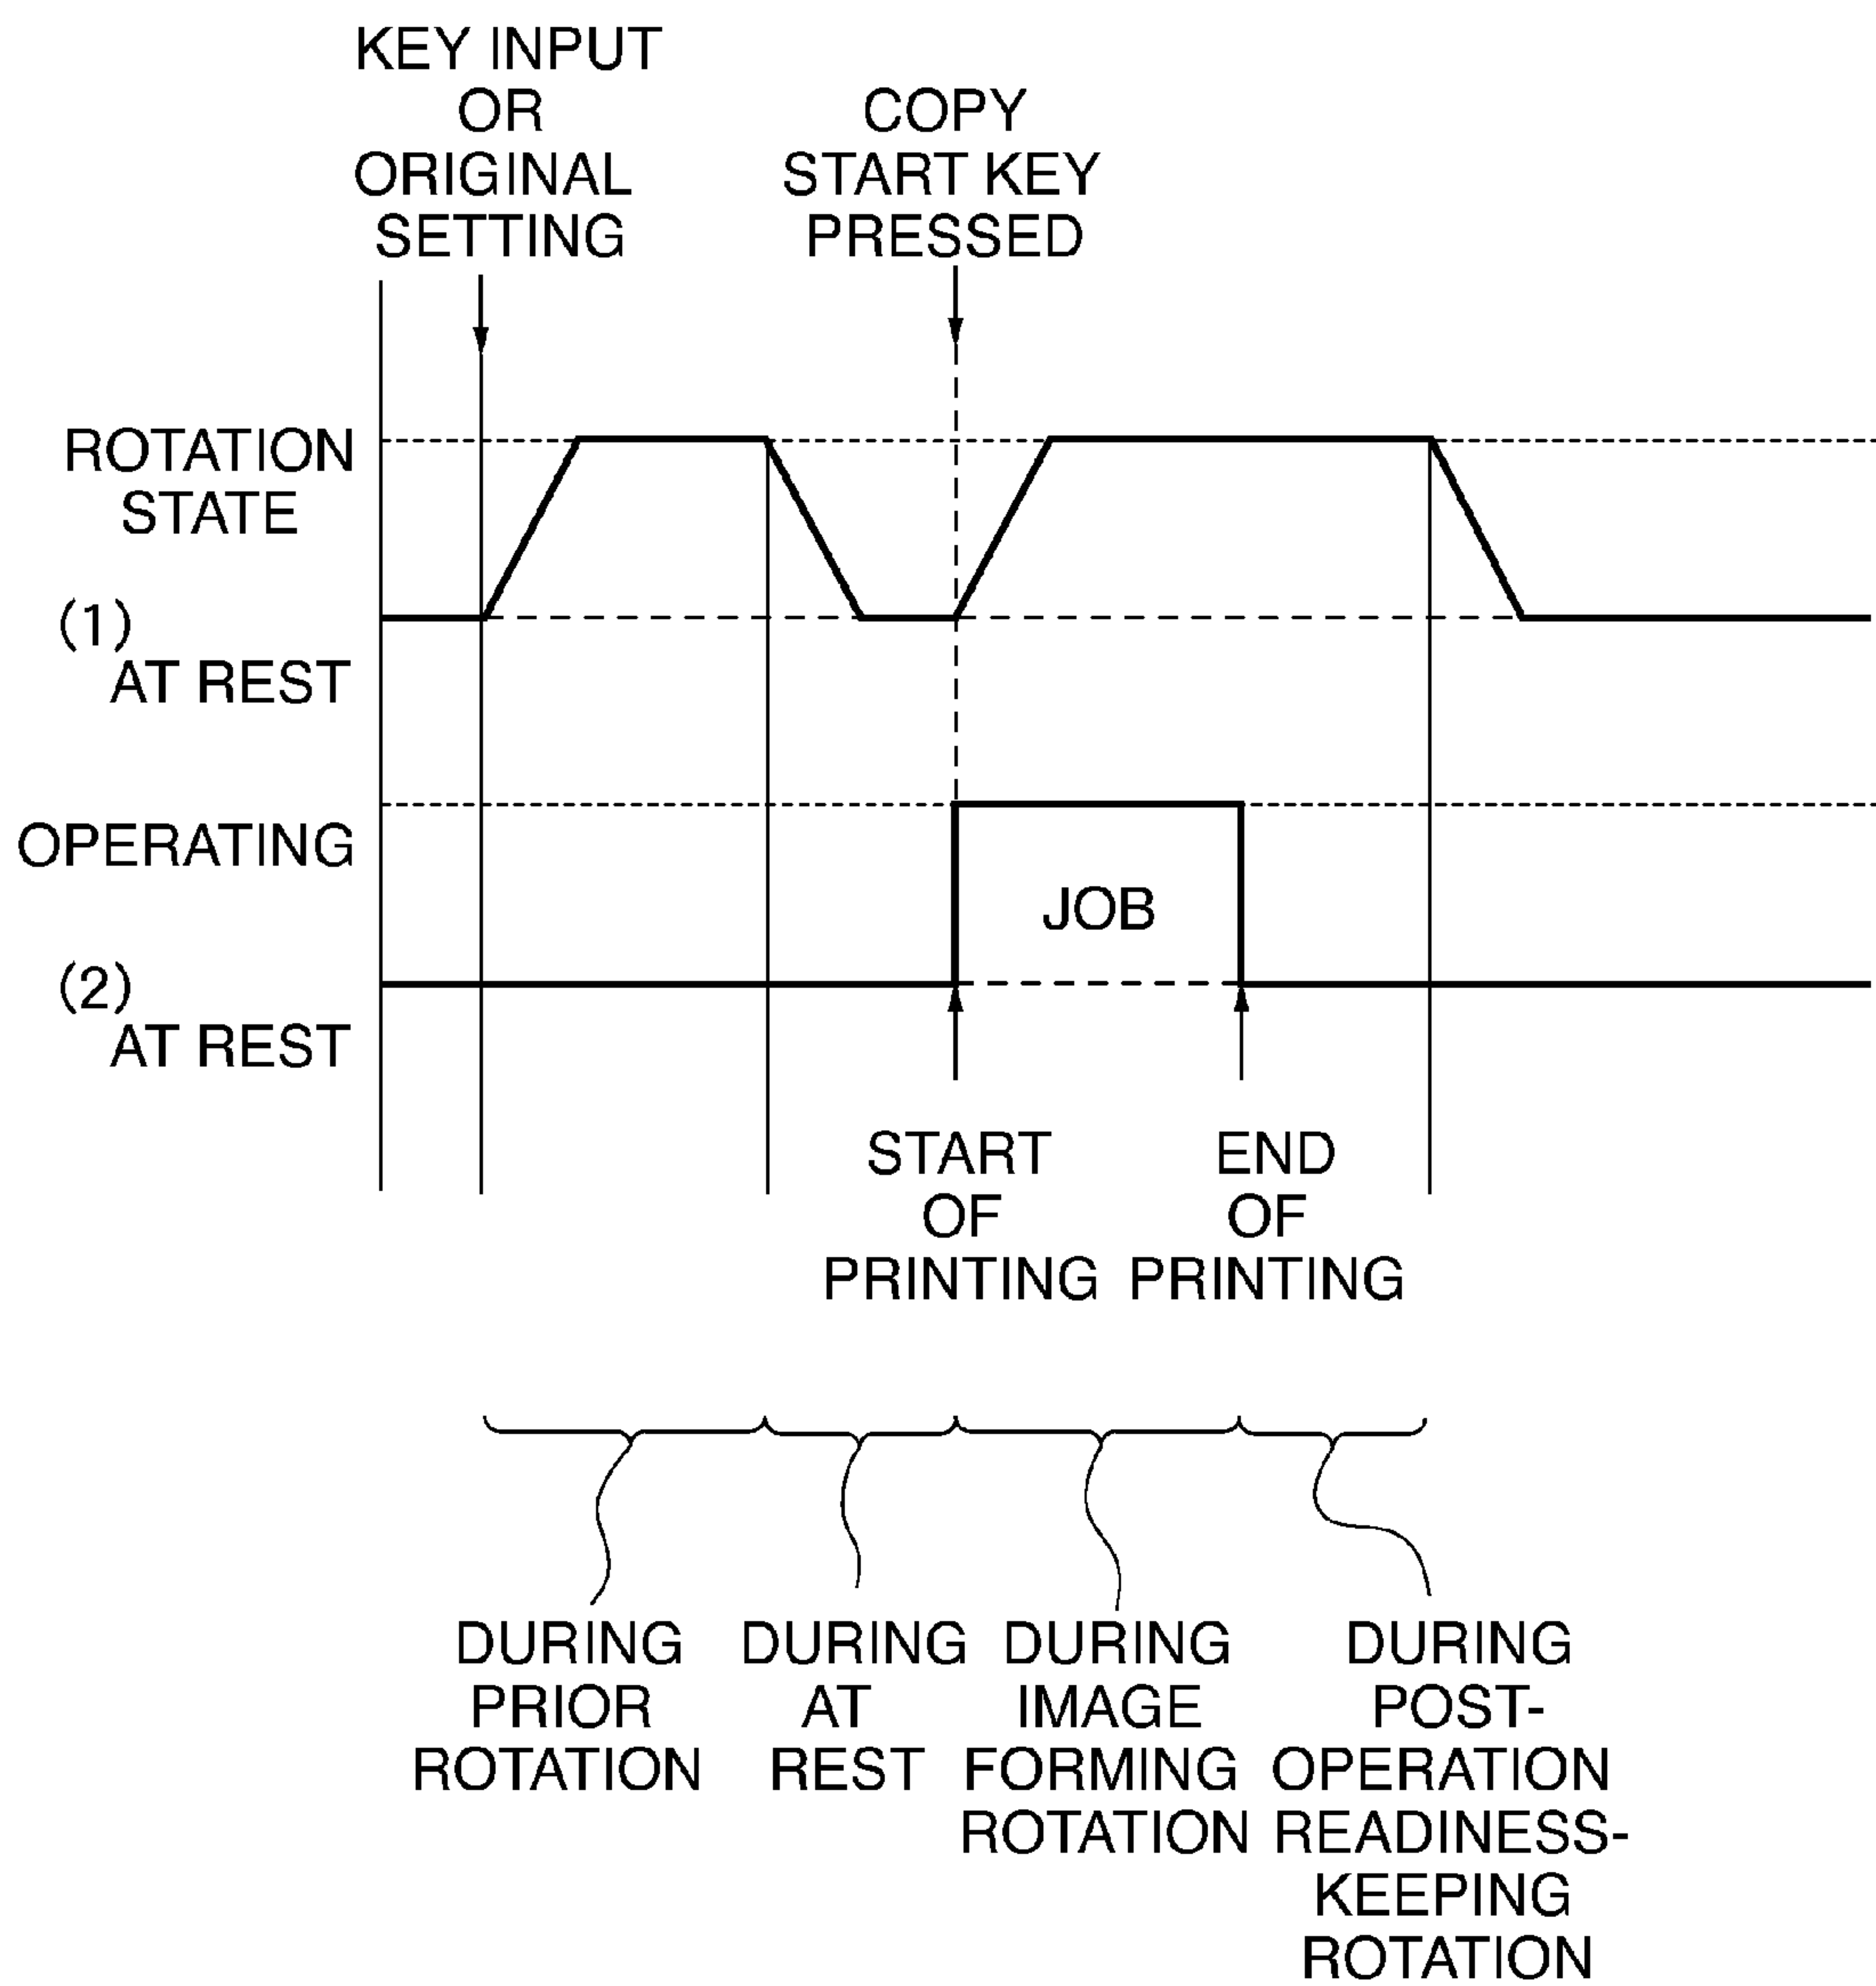 KEY INPUT
OR
ORIGINAL
SETTING
COPY
START KEY
PRESSED
ROTATION
STATE
(1)
AT REST
OPERATING
JOB
(2)
AT REST
START
OF
PRINTING
END
OF
PRINTING
DURING
PRIOR
ROTATION
DURING
AT
REST
DURING
IMAGE
FORMING
ROTATION
DURING
POST-
OPERATION
READINESS-
KEEPING
ROTATION